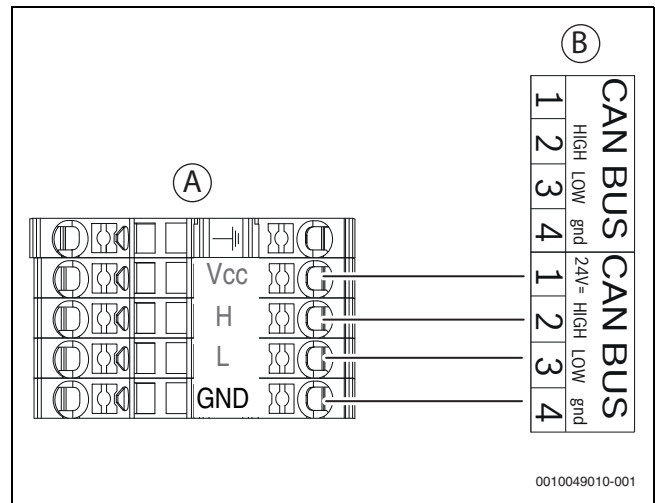 B
A
Vcc
H
L
GND
1
2 HIGH
3 LOW
4 gnd
CAN BUS
1 24V=
2 HIGH
3 LOW
4 gnd
CAN BUS
0010049010-001